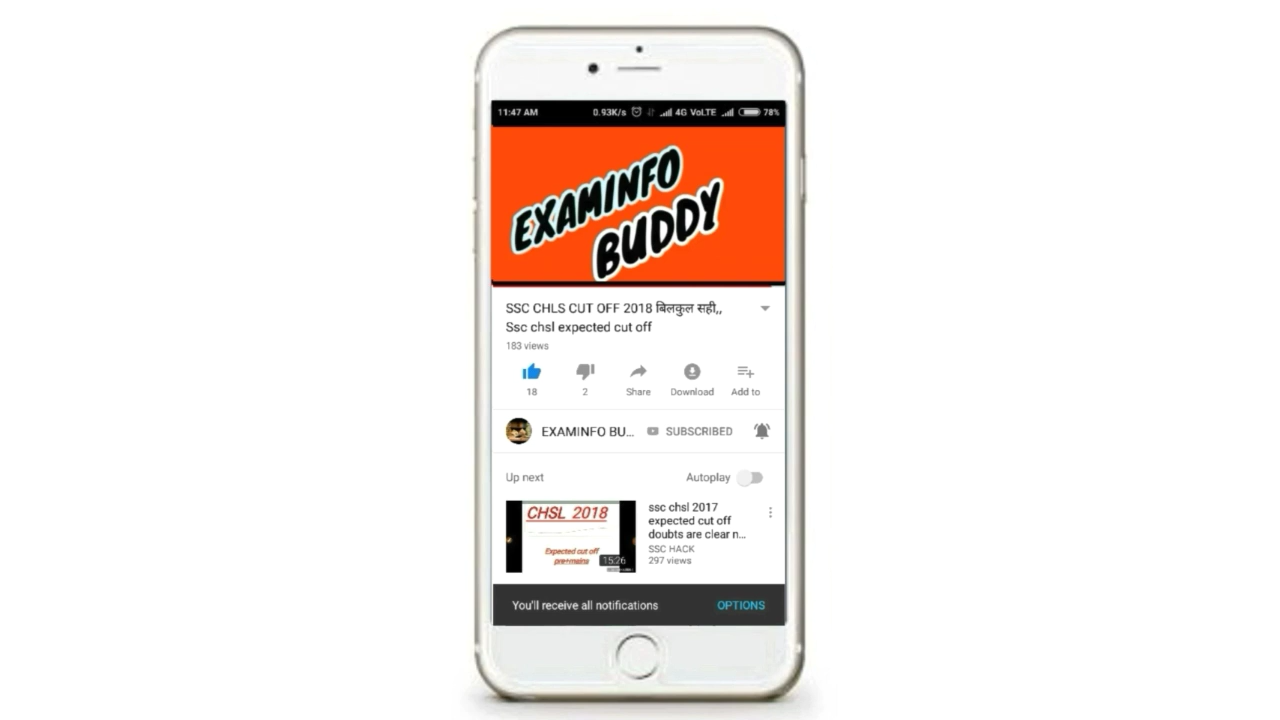 11:47 AM 0.93K/s 4G VoLTE 78%
EXAMINFO
BUDDY
SSC CHLS CUT OFF 2018 बिलकुल सही,,
Ssc chsl expected cut off
183 views
18 2 Share Download Add to
EXAMINFO BU... SUBSCRIBED
Up next Autoplay
CHSL 2018
Expected cut off
pre+mains
15:26
ssc chsl 2017
expected cut off
doubts are clear n...
SSC HACK
297 views
You'll receive all notifications OPTIONS